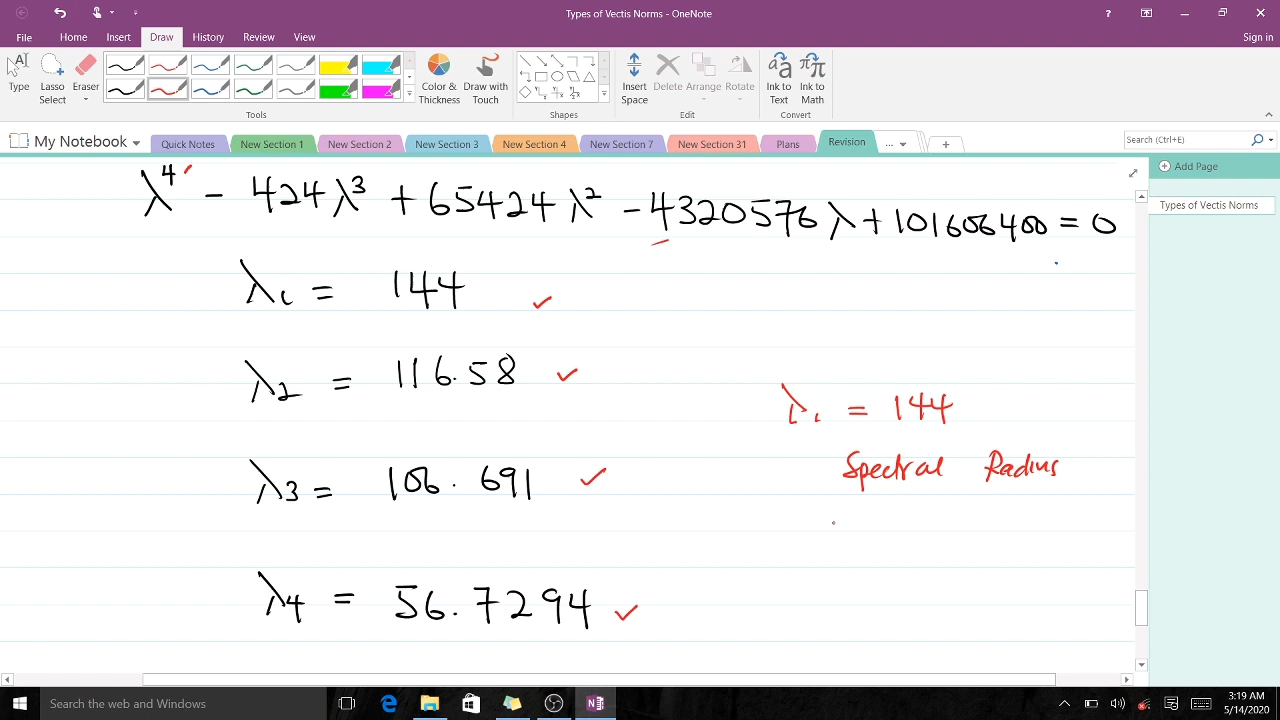 Types of Vectis Norms - OneNote
File Home Insert Draw History Review View Sign in
Type Lasso Select Eraser Color & Thickness Draw with Touch Insert Space Delete Arrange Rotate Ink to Text Ink to Math
Tools Shapes Edit Convert
My Notebook Quick Notes New Section 1 New Section 2 New Section 3 New Section 4 New Section 7 New Section 31 Plans Revision ... + Search (Ctrl+E)
Add Page
Types of Vectis Norms
λ⁴ - 424λ³ + 65424λ² - 4320576λ + 101606400 = 0
λ₁ = 144 ✓
λ₂ = 116.58 ✓
λ₁ = 144
Spectral Radius
λ₃ = 106.691 ✓
λ₄ = 56.7294 ✓
Search the web and Windows
3:19 AM
5/14/2020